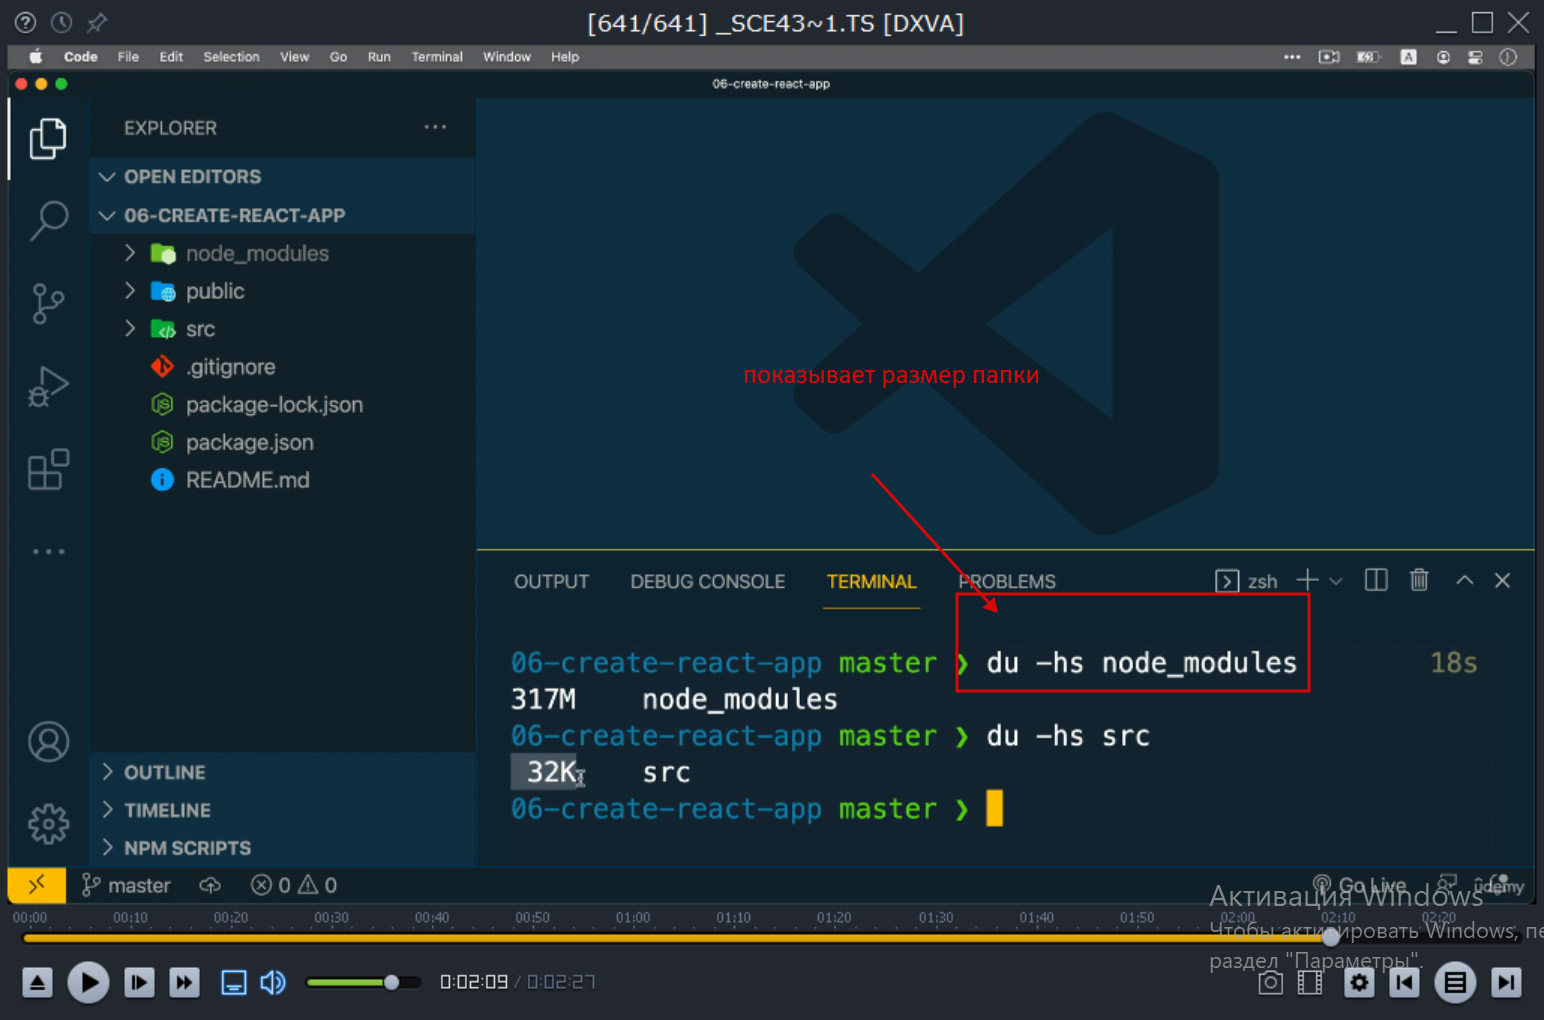 [641/641] _SCE43~1.TS [DXVA]
Code File Edit Selection View Go Run Terminal Window Help
06-create-react-app
EXPLORER
OPEN EDITORS
06-CREATE-REACT-APP
node_modules
public
src
.gitignore
package-lock.json
package.json
README.md
OUTLINE
TIMELINE
NPM SCRIPTS
показывает размер папки
OUTPUT DEBUG CONSOLE TERMINAL PROBLEMS zsh
06-create-react-app master ❯ du -hs node_modules 18s
317M node_modules
06-create-react-app master ❯ du -hs src
32K src
06-create-react-app master ❯
master 0 0 Go Live
ûdemy
Активация Windows
Чтобы активировать Windows, пе
раздел "Параметры".
00:00 00:10 00:20 00:30 00:40 00:50 01:00 01:10 01:20 01:30 01:40 01:50 02:00 02:10 02:20
0:02:09 / 0:02:27